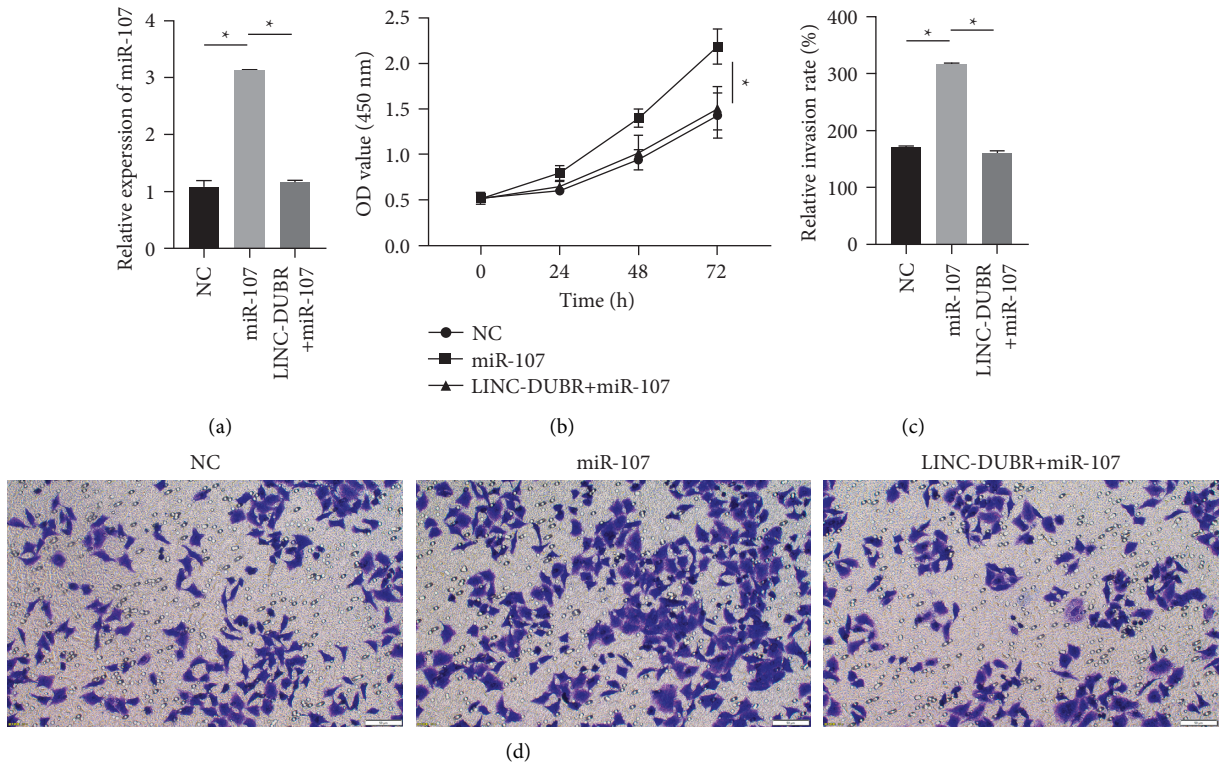 Relative experssion of miR-107
4
3
2
1
0
*
*
NC
miR-107
LINC-DUBR
+miR-107
(a)
OD value (450 nm)
2.5
2.0
1.5
1.0
0.5
0.0
*
0 24 48 72
Time (h)
NC
miR-107
LINC-DUBR+miR-107
(b)
Relative invasion rate (%)
400
300
200
100
0
*
*
NC
miR-107
LINC-DUBR
+miR-107
(c)
NC
miR-107
LINC-DUBR+miR-107
(d)